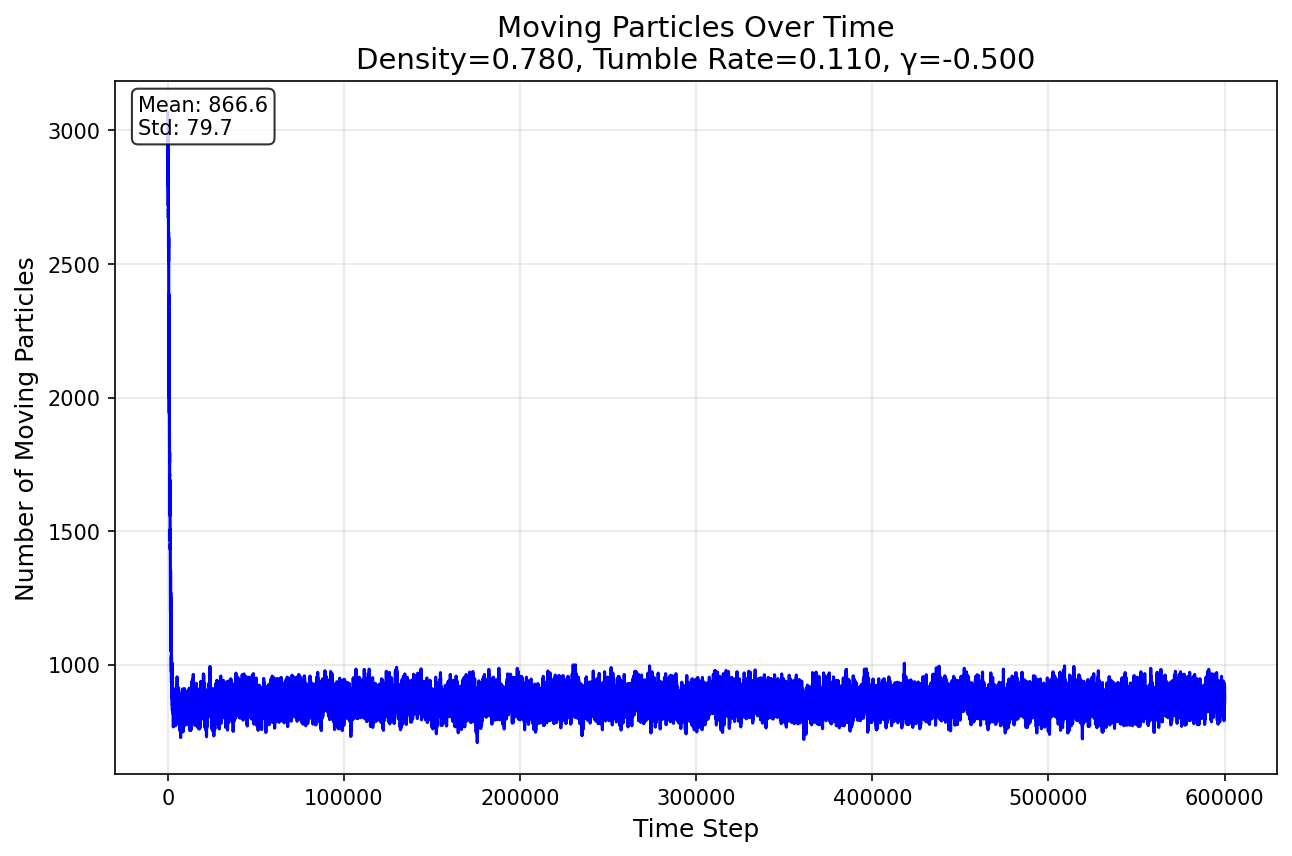 Moving Particles Over Time
Density=0.780, Tumble Rate=0.110, γ=-0.500
Mean: 866.6
Std: 79.7
Number of Moving Particles
3000
2500
2000
1500
1000
0
100000
200000
300000
400000
500000
600000
Time Step